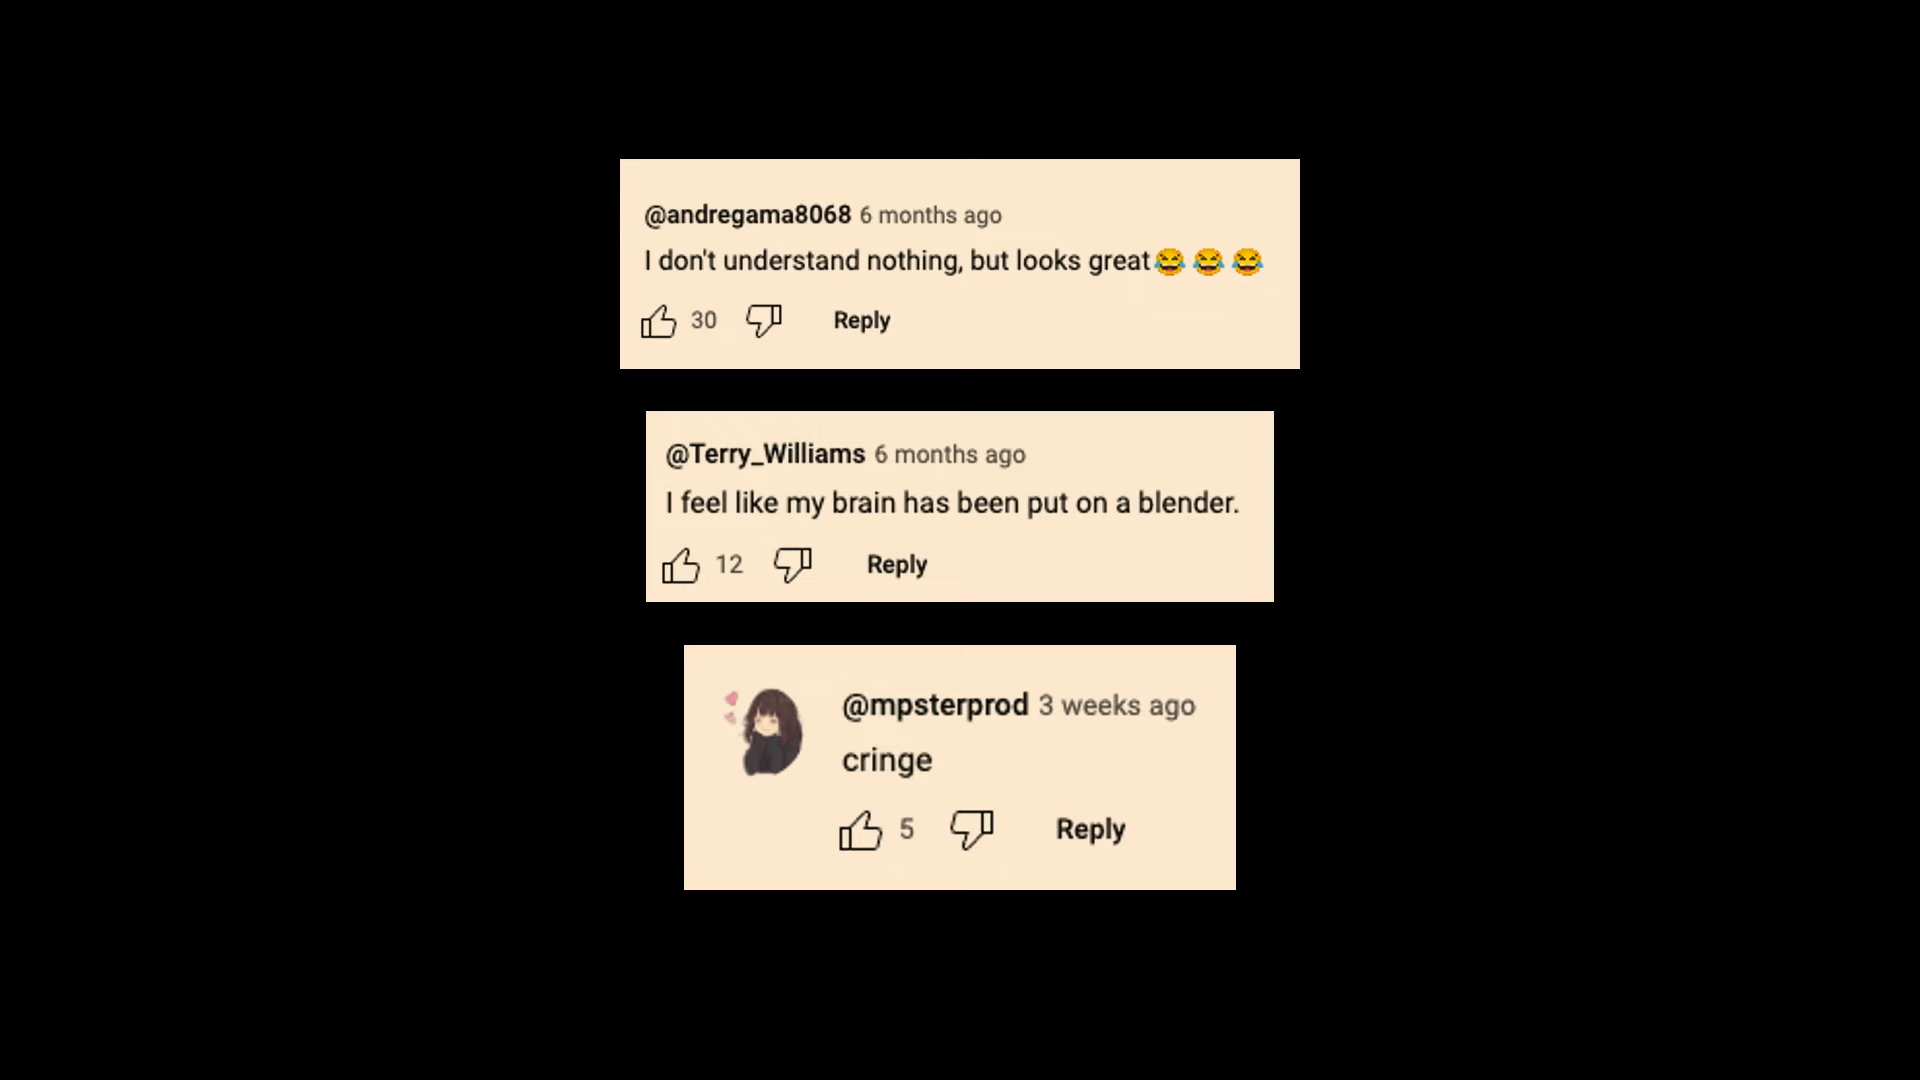 @andregama8068 6 months ago
I don't understand nothing, but looks great😂 😂 😂
30 Reply
@Terry_Williams 6 months ago
I feel like my brain has been put on a blender.
12 Reply
@mpsterprod 3 weeks ago
cringe
5 Reply